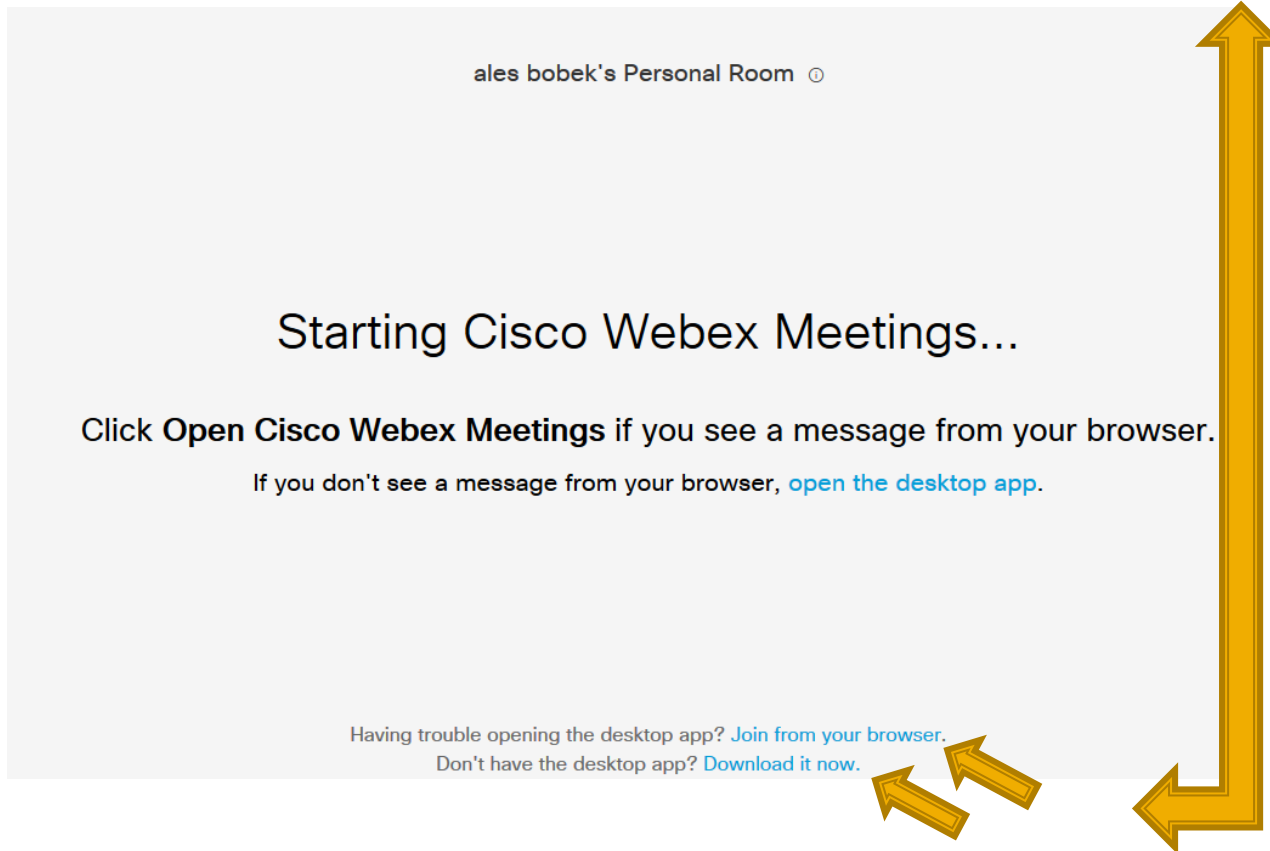 ales bobek's Personal Room
Starting Cisco Webex Meetings...
Click Open Cisco Webex Meetings if you see a message from your browser.
If you don't see a message from your browser, open the desktop app.
Having trouble opening the desktop app? Join from your browser.
Don't have the desktop app? Download it now.